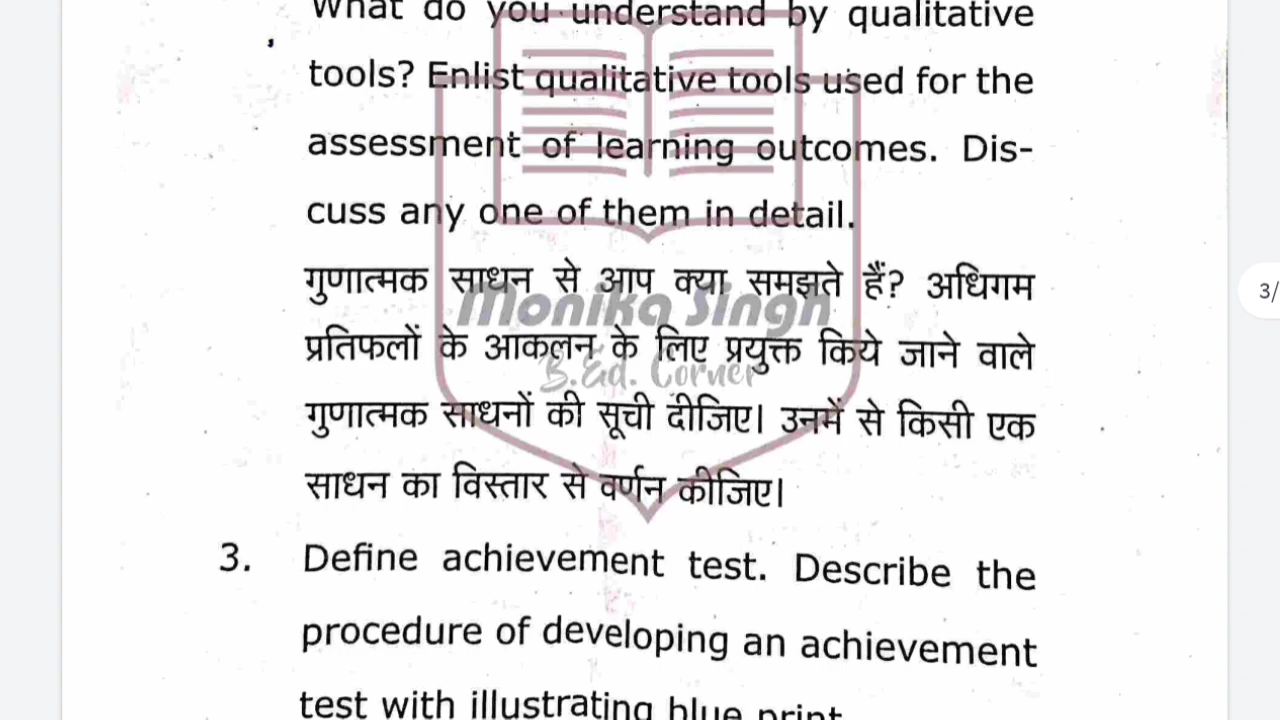 What do you understand by qualitative
tools? Enlist qualitative tools used for the
assessment of learning outcomes. Dis-
cuss any one of them in detail.
गुणात्मक साधन से आप क्या समझते हैं? अधिगम
Monika Singh
प्रतिफलों के आकलन के लिए प्रयुक्त किये जाने वाले
B.Ed. Corner
गुणात्मक साधनों की सूची दीजिए। उनमें से किसी एक
साधन का विस्तार से वर्णन कीजिए।
3. Define achievement test. Describe the
procedure of developing an achievement
test with illustrating blue print.
3/